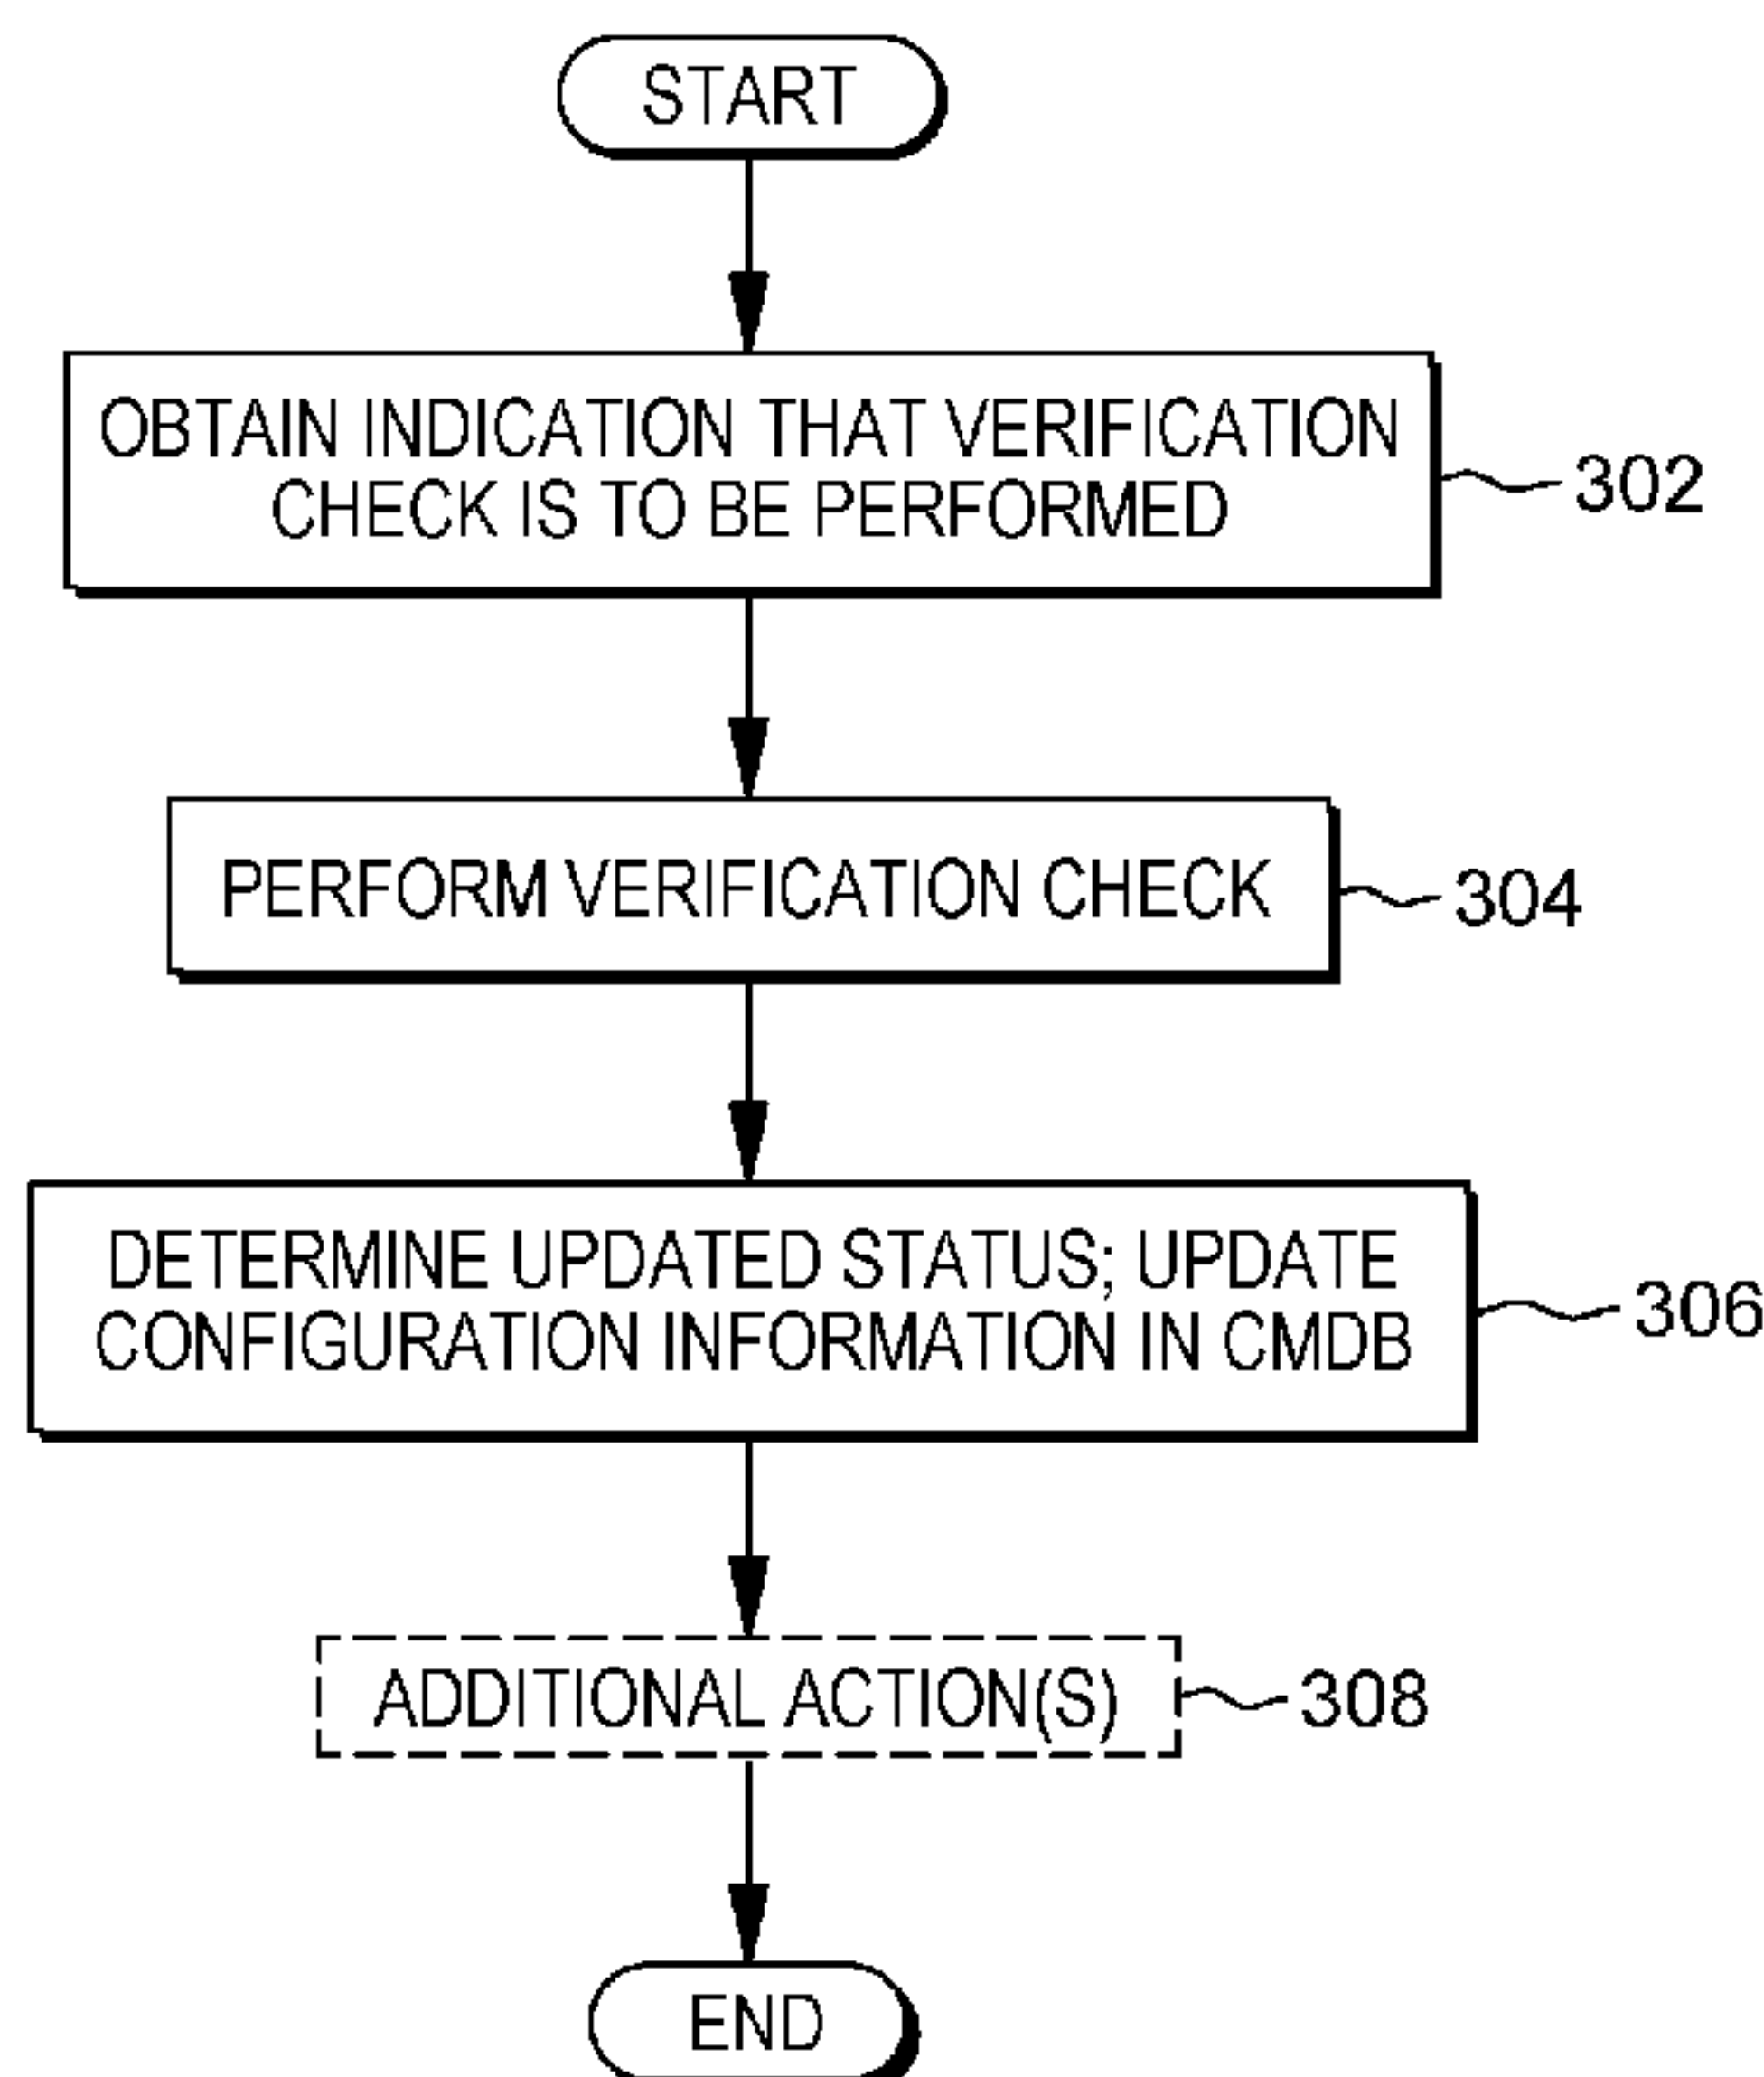 START
OBTAIN INDICATION THAT VERIFICATION
CHECK IS TO BE PERFORMED
302
PERFORM VERIFICATION CHECK
304
DETERMINE UPDATED STATUS; UPDATE
CONFIGURATION INFORMATION IN CMDB
306
ADDITIONAL ACTION(S)
308
END